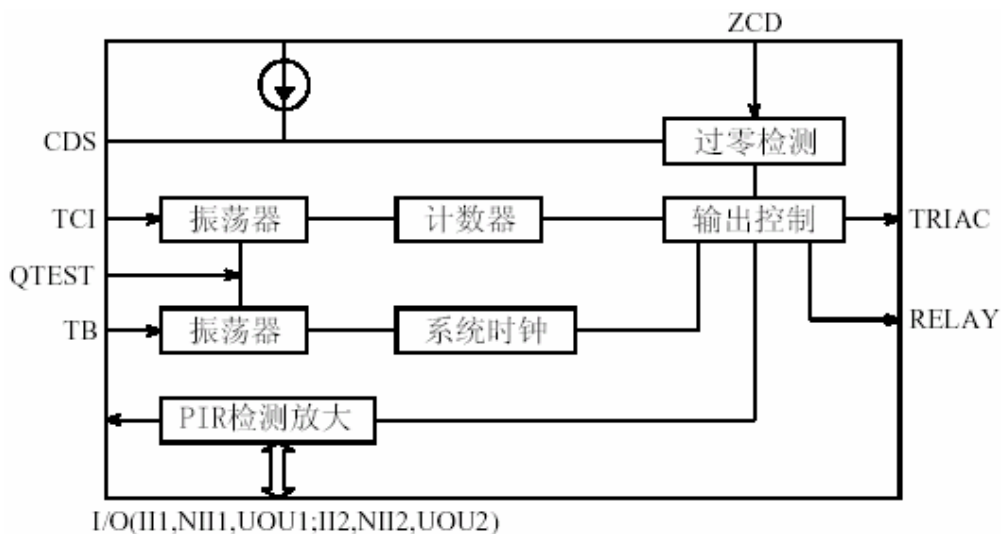 ZCD
CDS
过零检测
TCI
振荡器
计数器
输出控制
TRIAC
QTEST
TB
振荡器
系统时钟
RELAY
PIR检测放大
I/O(II1,NII1,UOU1;II2,NII2,UOU2)